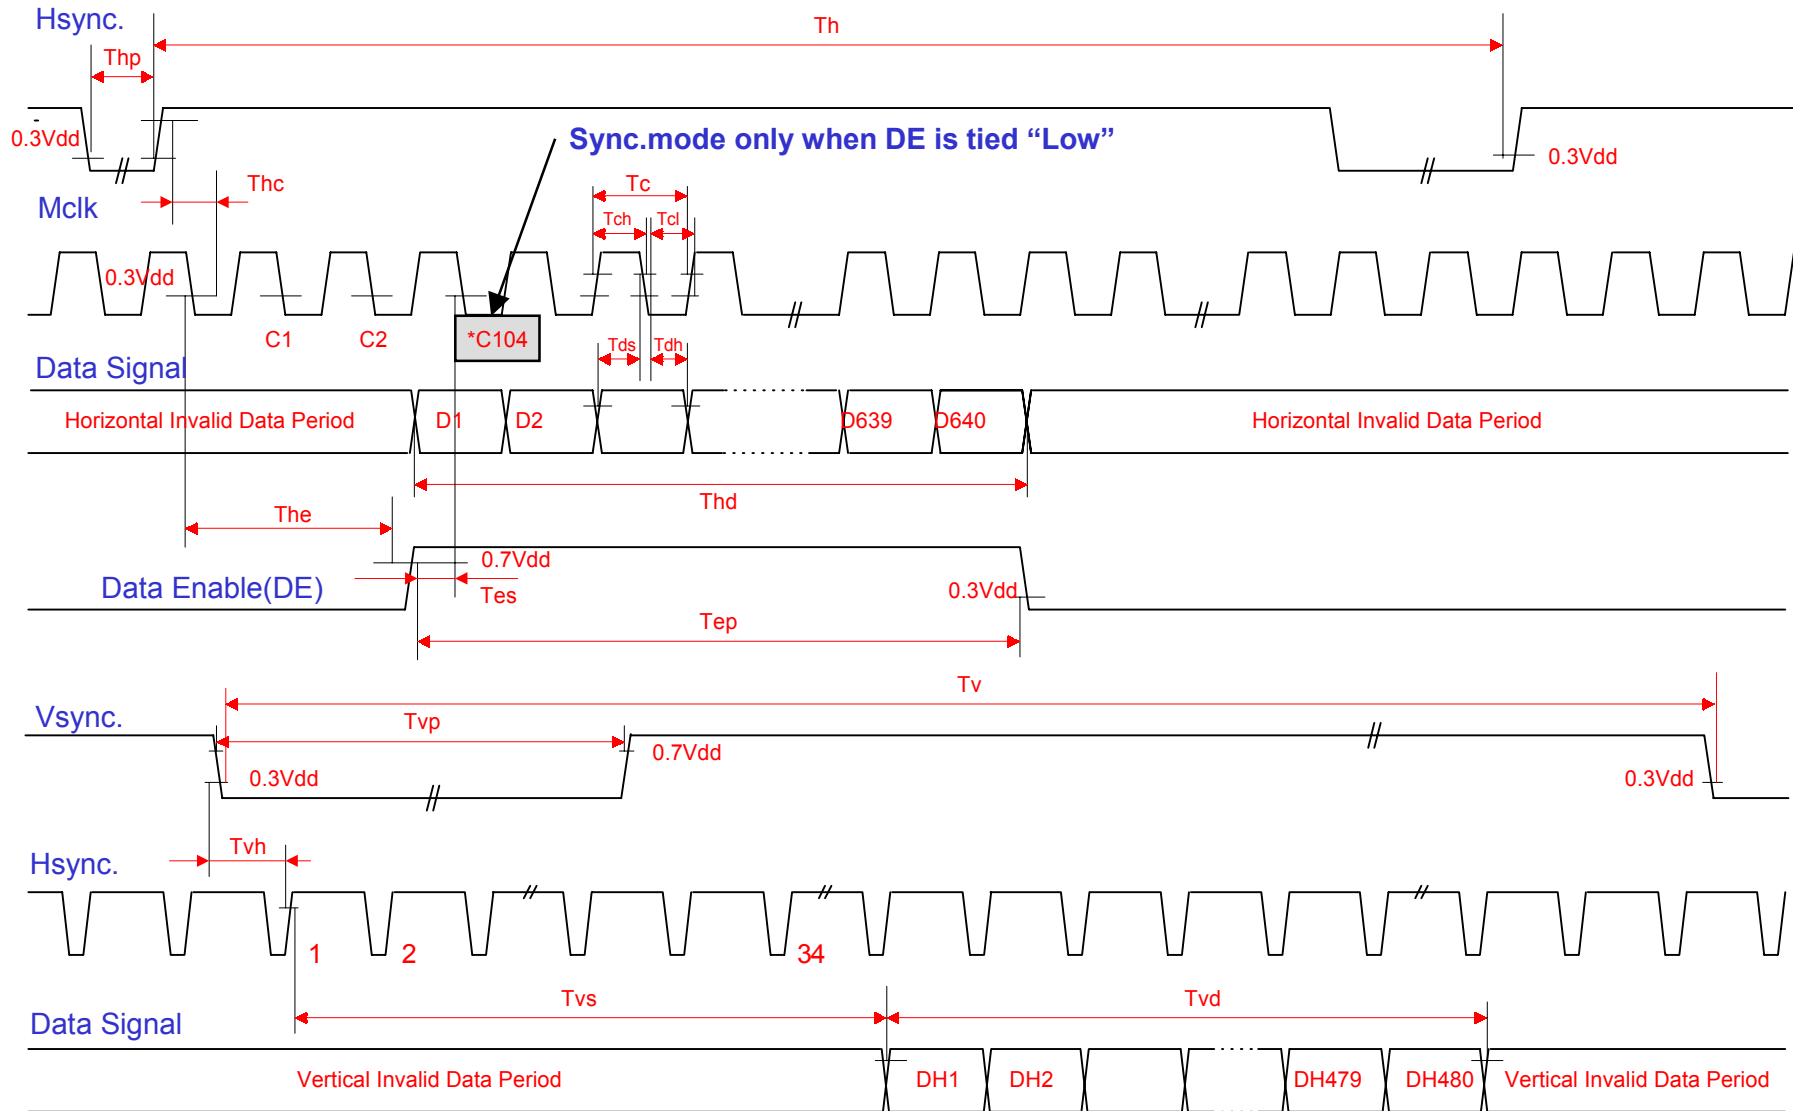 Hsync.
Th
Thp
0.3Vdd
Sync.mode only when DE is tied “Low”
0.3Vdd
Thc
Tc
Mclk
Tch
Tcl
0.3Vdd
C1
C2
*C104
Tds
Tdh
Data Signal
Horizontal Invalid Data Period
D1
D2
D639
D640
Horizontal Invalid Data Period
Thd
The
0.7Vdd
Data Enable(DE)
Tes
0.3Vdd
Tep
Tv
Vsync.
Tvp
0.7Vdd
0.3Vdd
0.3Vdd
Tvh
Hsync.
1
2
34
Tvs
Tvd
Data Signal
Vertical Invalid Data Period
DH1
DH2
DH479
DH480
Vertical Invalid Data Period